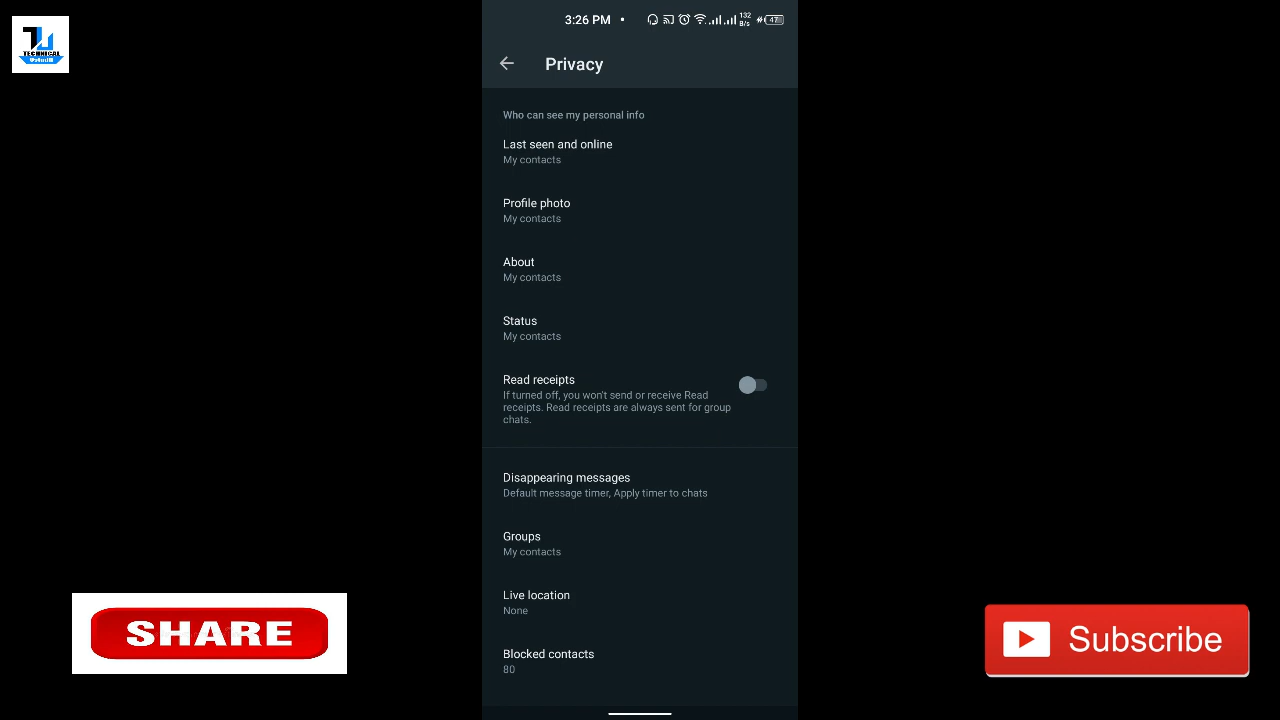 TECHNICAL
3:26 PM
132
B/s
47
Privacy
Who can see my personal info
Last seen and online
My contacts
Profile photo
My contacts
About
My contacts
Status
My contacts
Read receipts
If turned off, you won't send or receive Read
receipts. Read receipts are always sent for group
chats.
Disappearing messages
Default message timer, Apply timer to chats
Groups
My contacts
Live location
None
Blocked contacts
80
SHARE
Subscribe